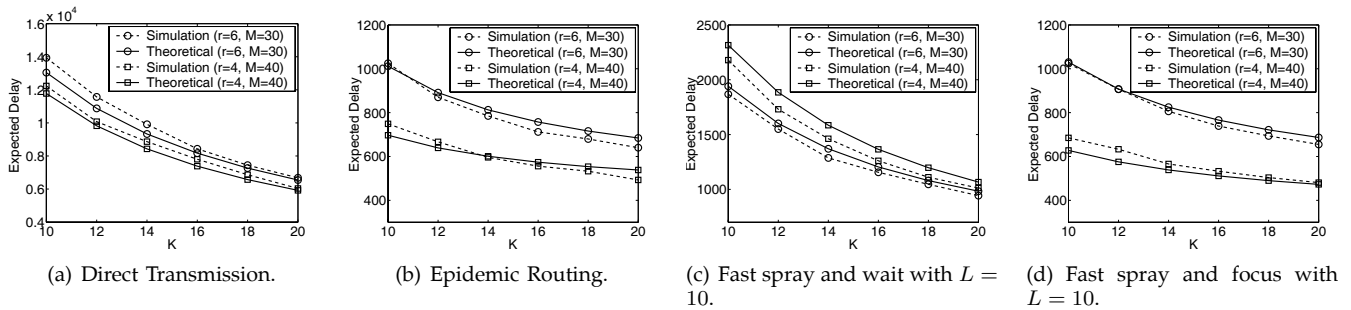 1.6 x 10^4
1.4
1.2
1
0.8
0.6
0.4
10 12 14 16 18 20
K
Expected Delay
Simulation (r=6, M=30)
Theoretical (r=6, M=30)
Simulation (r=4, M=40)
Theoretical (r=4, M=40)
(a) Direct Transmission.
1200
1000
800
600
400
10 12 14 16 18 20
K
Expected Delay
Simulation (r=6, M=30)
Theoretical (r=6, M=30)
Simulation (r=4, M=40)
Theoretical (r=4, M=40)
(b) Epidemic Routing.
2500
2000
1500
1000
10 12 14 16 18 20
K
Expected Delay
Simulation (r=6, M=30)
Theoretical (r=6, M=30)
Simulation (r=4, M=40)
Theoretical (r=4, M=40)
(c) Fast spray and wait with L =
10.
1200
1000
800
600
400
10 12 14 16 18 20
K
Expected Delay
Simulation (r=6, M=30)
Theoretical (r=6, M=30)
Simulation (r=4, M=40)
Theoretical (r=4, M=40)
(d) Fast spray and focus with
L = 10.